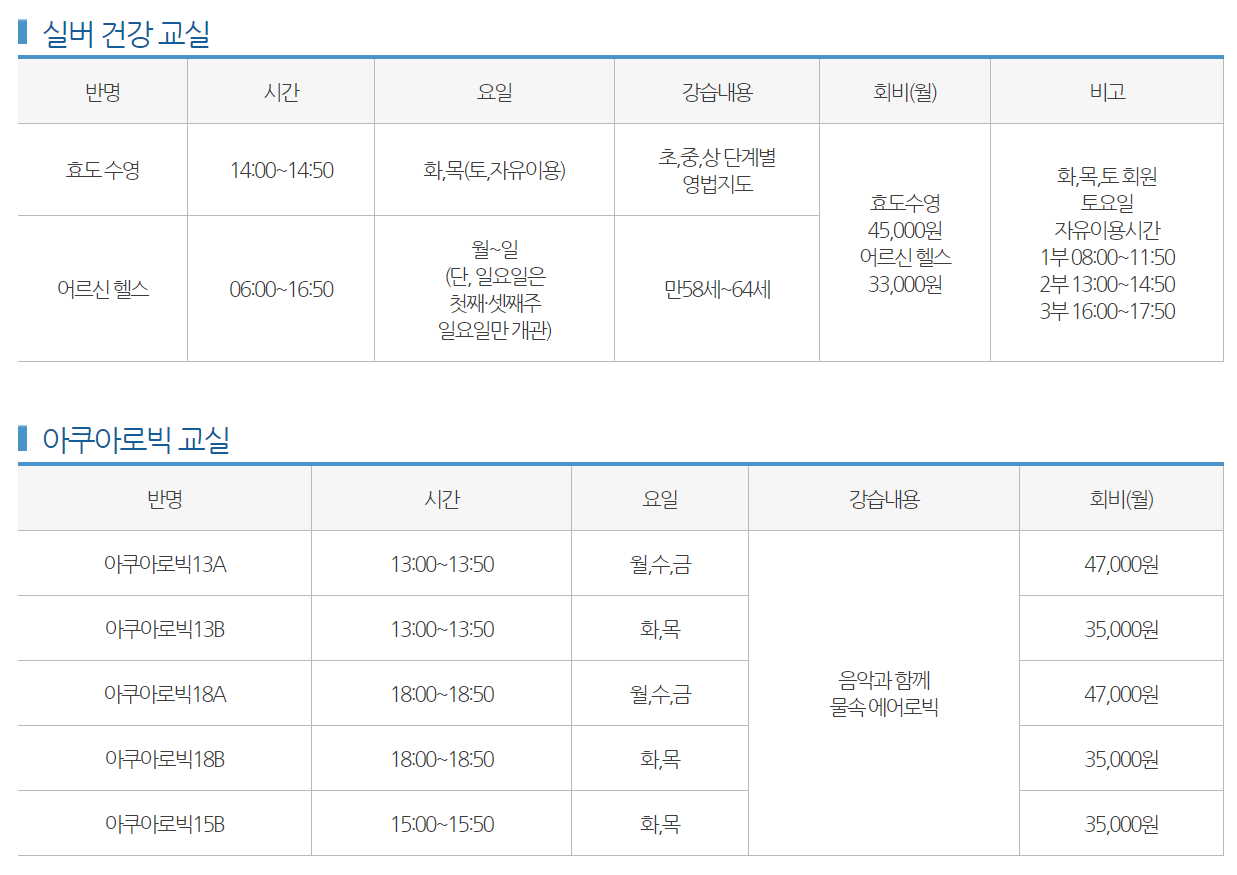 실버 건강 교실
반명 시간 요일 강습내용 회비(월) 비고
효도 수영 14:00~14:50 화,목(토,자유이용) 초,중,상 단계별
영법지도
어르신 헬스 06:00~16:50 월~일
(단, 일요일은
첫째·셋째주
일요일만 개관)
만58세~64세
효도수영
45,000원
어르신 헬스
33,000원
화,목,토 회원
토요일
자유이용시간
1부 08:00~11:50
2부 13:00~14:50
3부 16:00~17:50
아쿠아로빅 교실
반명 시간 요일 강습내용 회비(월)
아쿠아로빅13A 13:00~13:50 월,수,금 47,000원
아쿠아로빅13B 13:00~13:50 화,목 35,000원
아쿠아로빅18A 18:00~18:50 월,수,금 47,000원
음악과 함께
물속 에어로빅
아쿠아로빅18B 18:00~18:50 화,목 35,000원
아쿠아로빅15B 15:00~15:50 화,목 35,000원